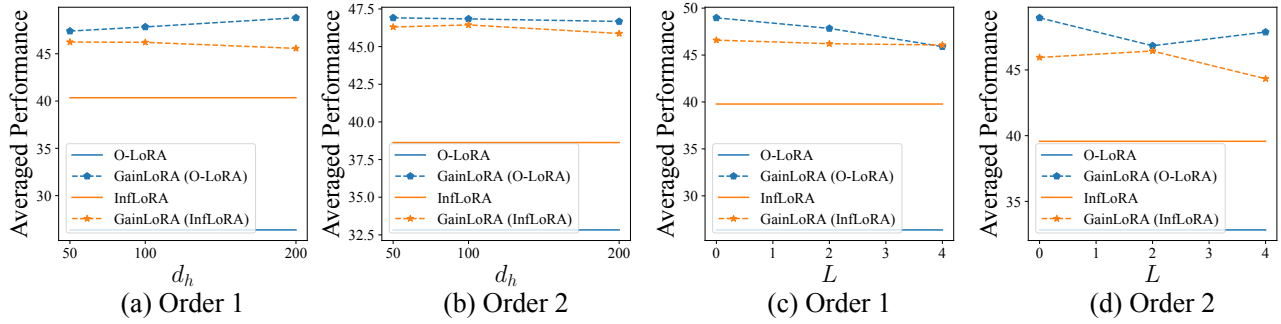 Averaged Performance
45
40
35
30
O-LoRA
GainLoRA (O-LoRA)
InfLoRA
GainLoRA (InfLoRA)
50
100
200
d_h
(a) Order 1
Averaged Performance
47.5
45.0
42.5
40.0
37.5
35.0
32.5
O-LoRA
GainLoRA (O-LoRA)
InfLoRA
GainLoRA (InfLoRA)
50
100
200
d_h
(b) Order 2
Averaged Performance
50
45
40
35
30
O-LoRA
GainLoRA (O-LoRA)
InfLoRA
GainLoRA (InfLoRA)
0 1 2 3 4
L
(c) Order 1
Averaged Performance
45
40
35
O-LoRA
GainLoRA (O-LoRA)
InfLoRA
GainLoRA (InfLoRA)
0 1 2 3 4
L
(d) Order 2